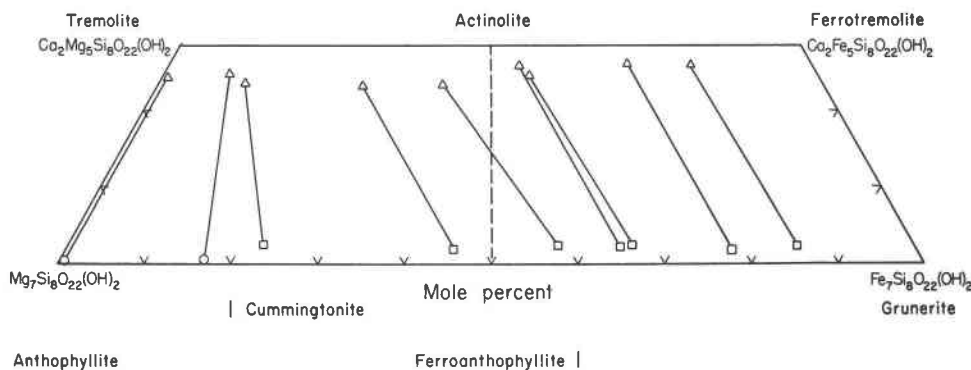 Tremolite
Actinolite
Ferrotremolite
Ca₂Mg₅Si₈O₂₂(OH)₂
Ca₂Fe₅Si₈O₂₂(OH)₂
Mg₇Si₈O₂₂(OH)₂
Mole percent
Fe₇Si₈O₂₂(OH)₂
| Cummingtonite
Grunerite
Anthophyllite
Ferroanthophyllite |